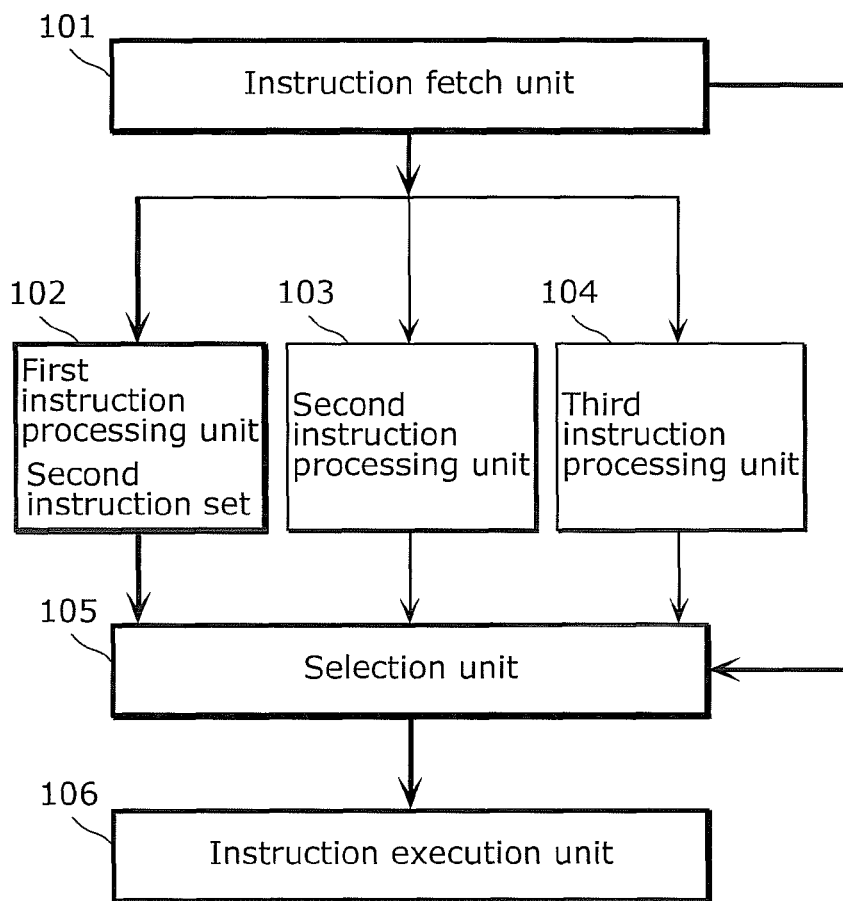 101
Instruction fetch unit
102
103
104
First
instruction
processing unit
Second
instruction set
Second
instruction
processing unit
Third
instruction
processing unit
105
Selection unit
106
Instruction execution unit